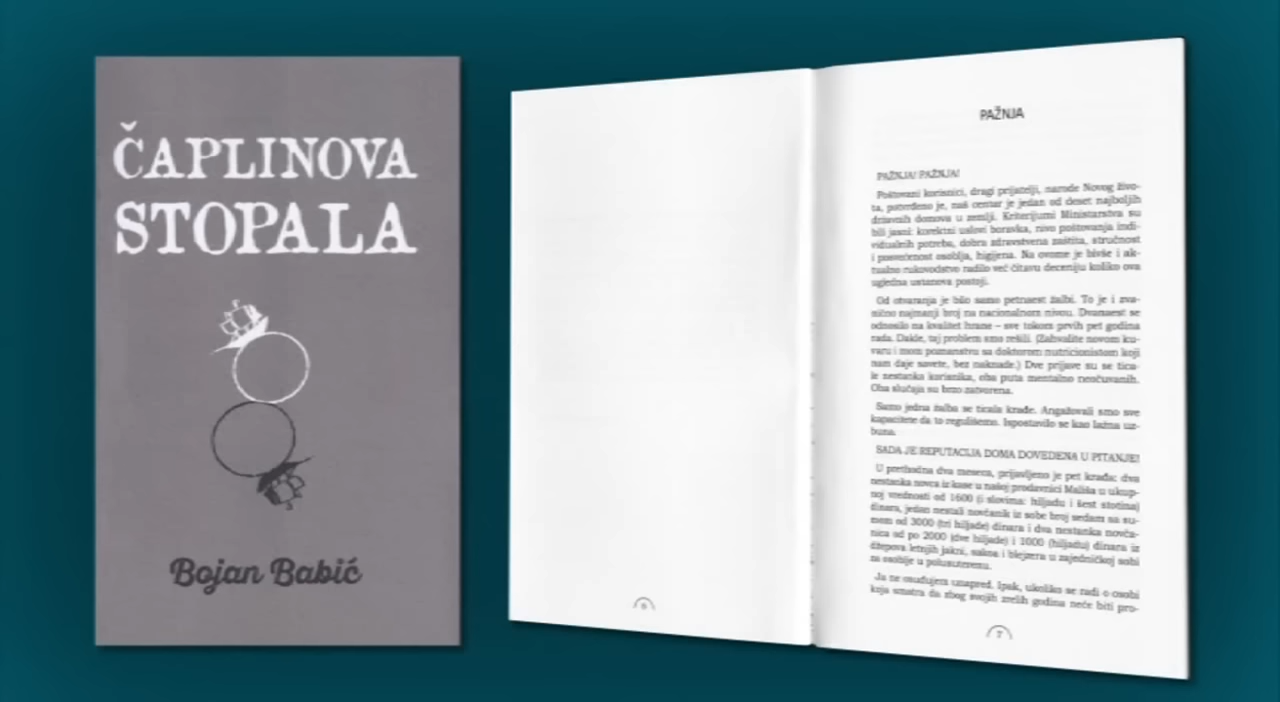 ČAPLINOVA
STOPALA
Bojan Babić
6
PAŽNJA
PAŽNJA! PAŽNJA!
Poštovani korisnici, dragi prijatelji, narode Novog živo-
ta, potvrđeno je, naš centar je jedan od deset najboljih
državnih domova u zemlji. Kriterijumi Ministarstva su
bili jasni: korektni uslovi boravka, nivo poštovanja indi-
vidualnih potreba, dobra zdravstvena zaštita, stručnost
i posvećenost osoblja, higijena. Na ovome je bivše i ak-
tualno rukovodstvo radilo već čitavu deceniju koliko ova
ugledna ustanova postoji.
Od otvaranja je bilo samo petnaest žalbi. To je i zva-
nično najmanji broj na nacionalnom nivou. Dvanaest se
odnosilo na kvalitet hrane – sve tokom prvih pet godina
rada. Dakle, taj problem smo rešili. (Zahvalite novom ku-
varu i mom poznanstvu sa doktorom nutricionistom koji
nam daje savete, bez naknade.) Dve prijave su se tica-
le nestanka korisnika, oba puta mentalno neočuvanih.
Oba slučaja su brzo zatvorena.
Samo jedna žalba se ticala krađe. Angažovali smo sve
kapacitete da to regulišemo. Ispostavilo se kao lažna uz-
buna.
SADA JE REPUTACIJA DOMA DOVEDENA U PITANJE!
U prethodna dva meseca, prijavljeno je pet krađa: dva
nestanka novca iz kase u našoj prodavnici Mališa u ukup-
noj vrednosti od 1600 (i slovima: hiljadu i šest stotina)
dinara, jedan nestali novčanik iz sobe broj sedam sa su-
mom od 3000 (tri hiljade) dinara i dva nestanka novča-
nica od po 2000 (dve hiljade) i 1000 (hiljadu) dinara iz
džepova letnjih jakni, sakoa i blejzera u zajedničkoj sobi
za osoblje u polusuterenu.
Ja ne osuđujem unapred. Ipak, ukoliko se radi o osobi
koja smatra da zbog svojih zrelih godina neće biti pro-
7